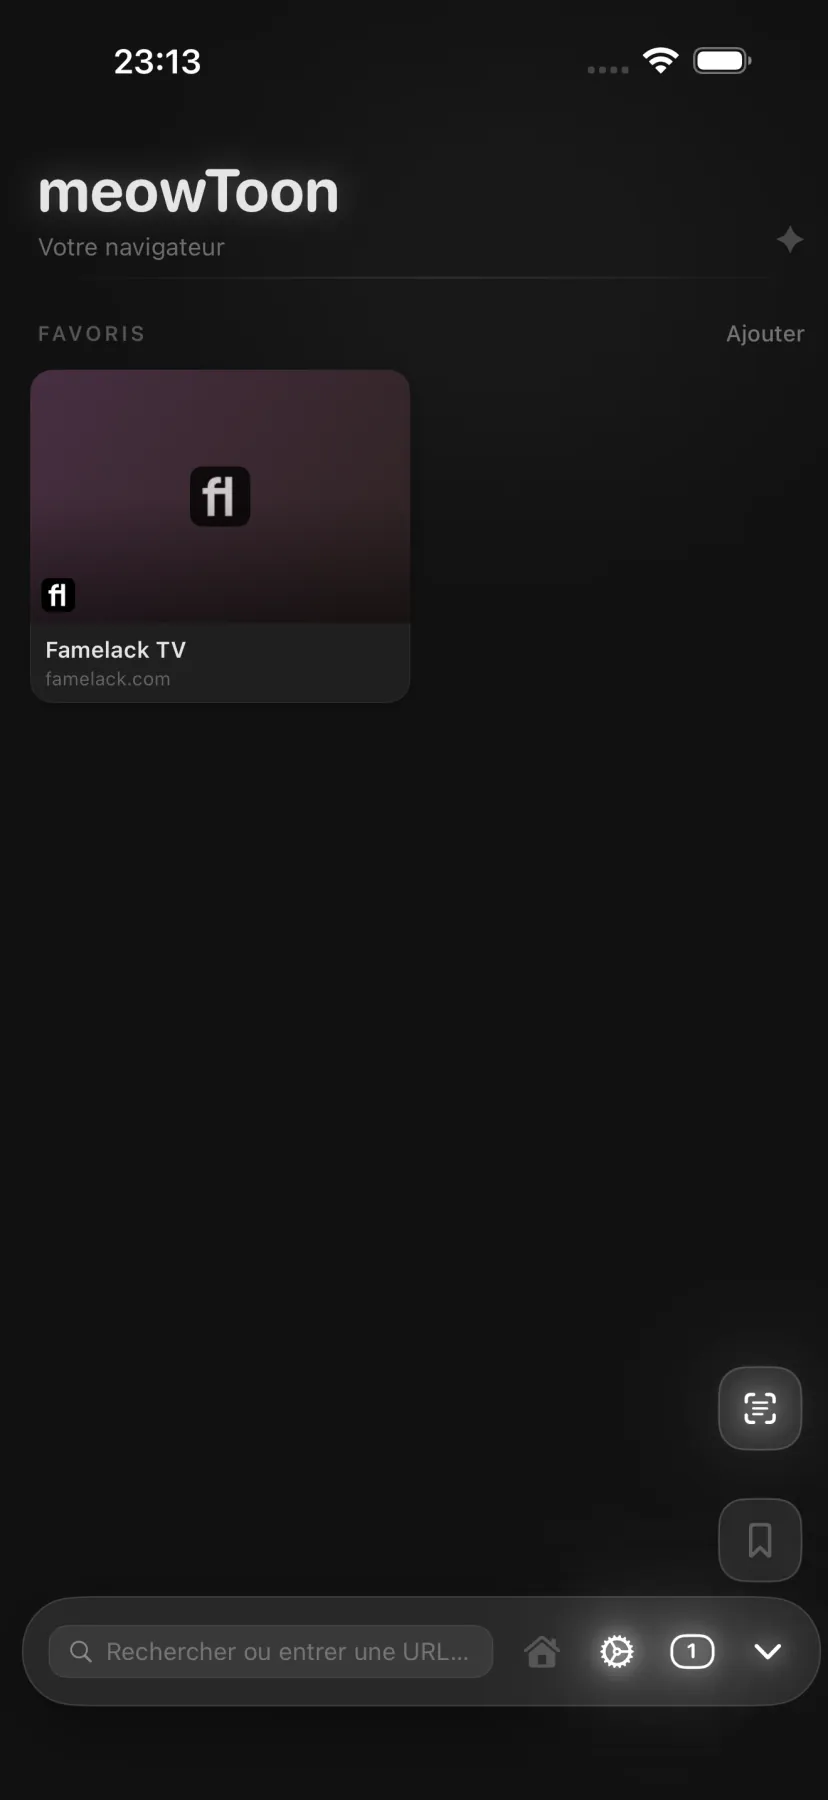 23:13
meowToon
Votre navigateur
FAVORIS
Ajouter
fl
fl
Famelack TV
famelack.com
Rechercher ou entrer une URL...
1